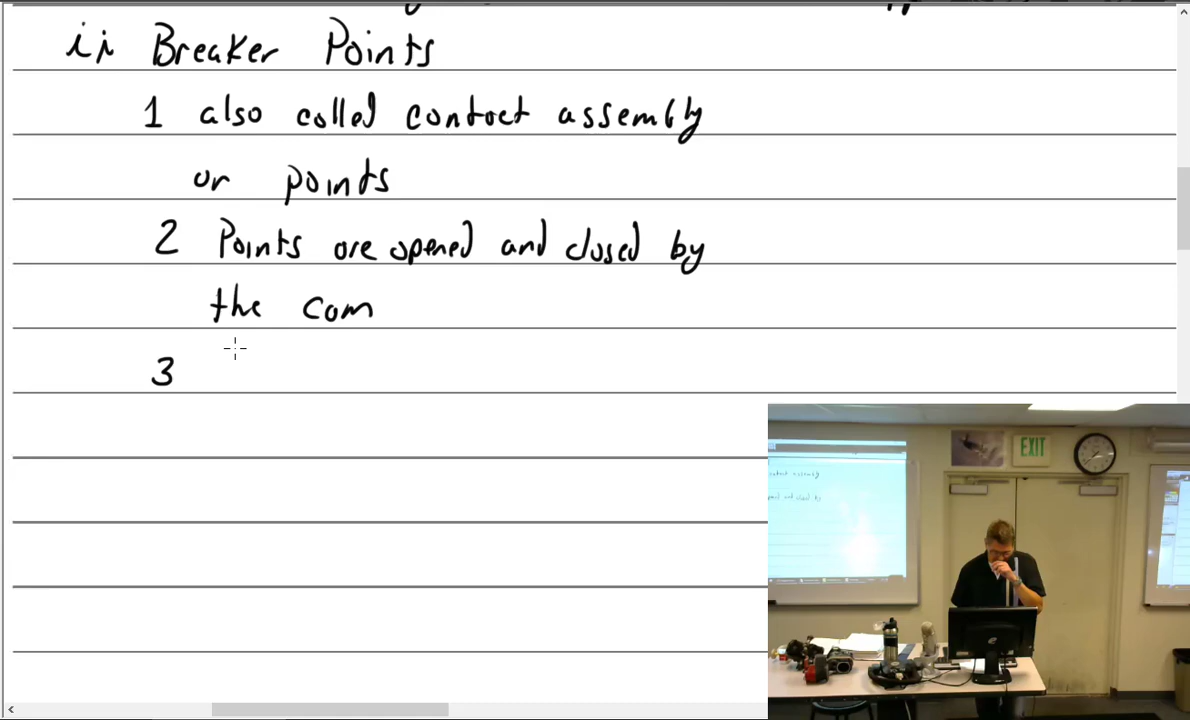 ii Breaker Points
1 also called contact assembly
or points
2 Points are opened and closed by
the cam
3
EXIT